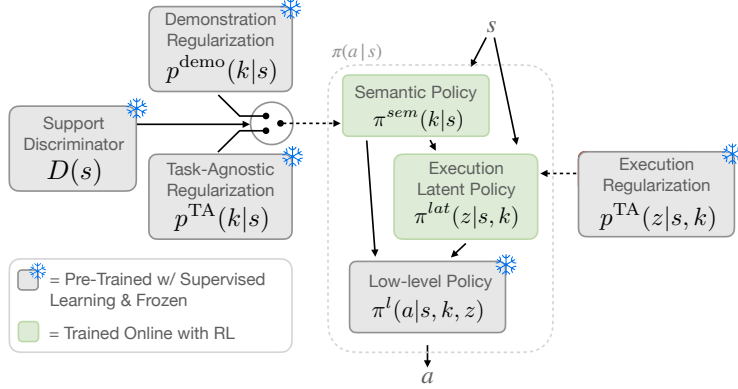 Demonstration
Regularization
p^demo(k|s)
Support
Discriminator
D(s)
Task-Agnostic
Regularization
p^TA(k|s)
π(a|s)
s
Semantic Policy
π^sem(k|s)
Execution
Latent Policy
π^lat(z|s, k)
Execution
Regularization
p^TA(z|s, k)
Low-level Policy
π^l(a|s, k, z)
a
= Pre-Trained w/ Supervised
Learning & Frozen
= Trained Online with RL